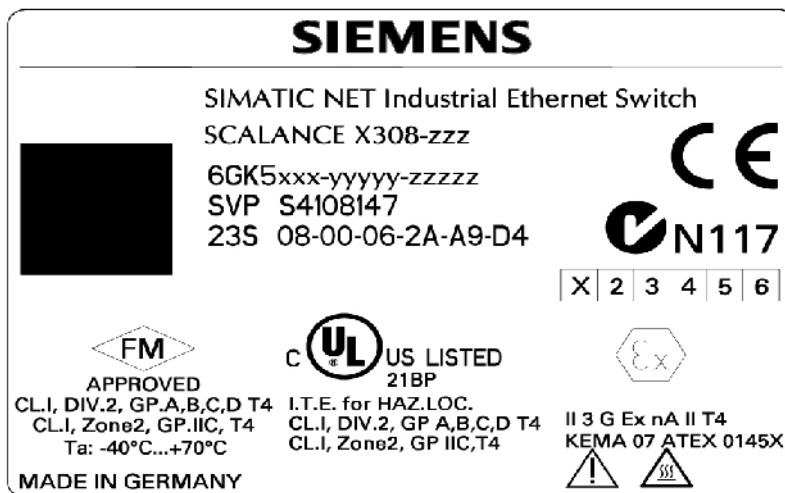 SIEMENS
SIMATIC NET Industrial Ethernet Switch
SCALANCE X308-zzz
6GK5xxx-yyyyy-zzzzz
SVP S4108147
23S 08-00-06-2A-A9-D4
CE
N117
X 2 3 4 5 6
FM
APPROVED
CL.I, DIV.2, GP.A,B,C,D T4
CL.I, Zone2, GP.IIC, T4
Ta: -40°C...+70°C
MADE IN GERMANY
C UL ® US LISTED
21BP
I.T.E. for HAZ.LOC.
CL.I, DIV.2, GP A,B,C,D T4
CL.I, Zone2, GP IIC,T4
Ex
II 3 G Ex nA II T4
KEMA 07 ATEX 0145X